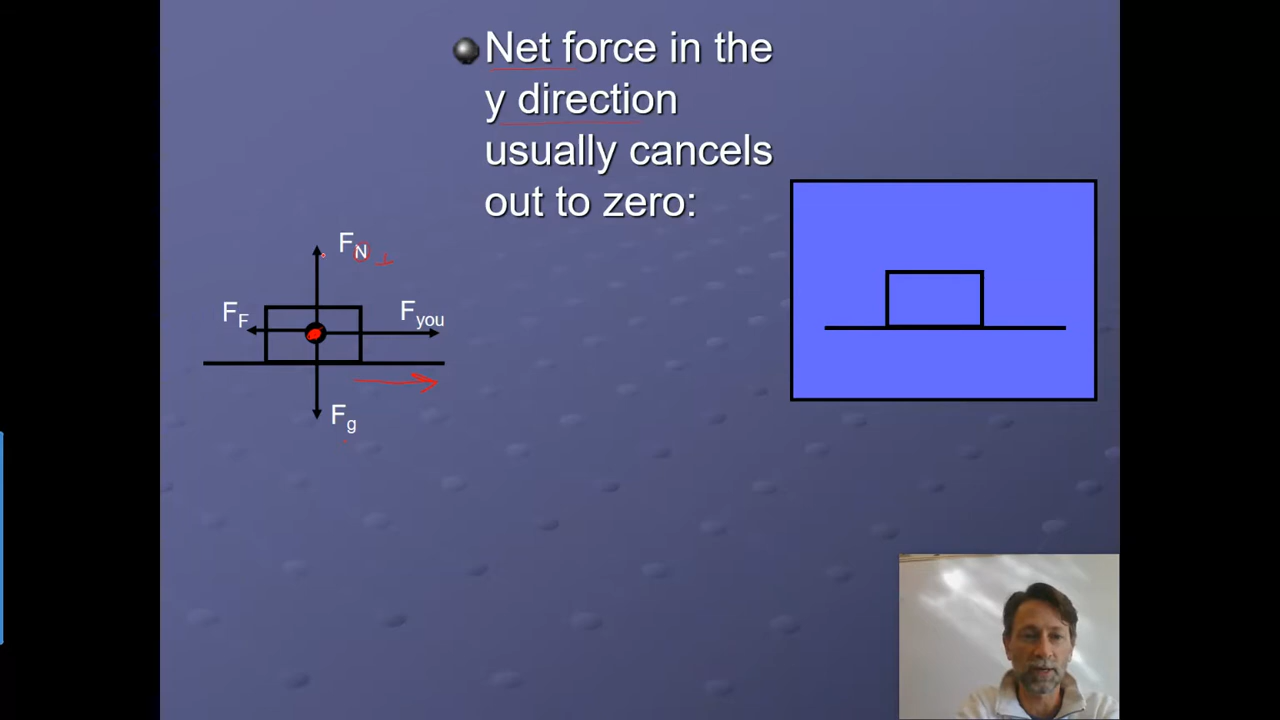 Net force in the
y direction
usually cancels
out to zero:
F_N ⊥
F_F
F_you
F_g